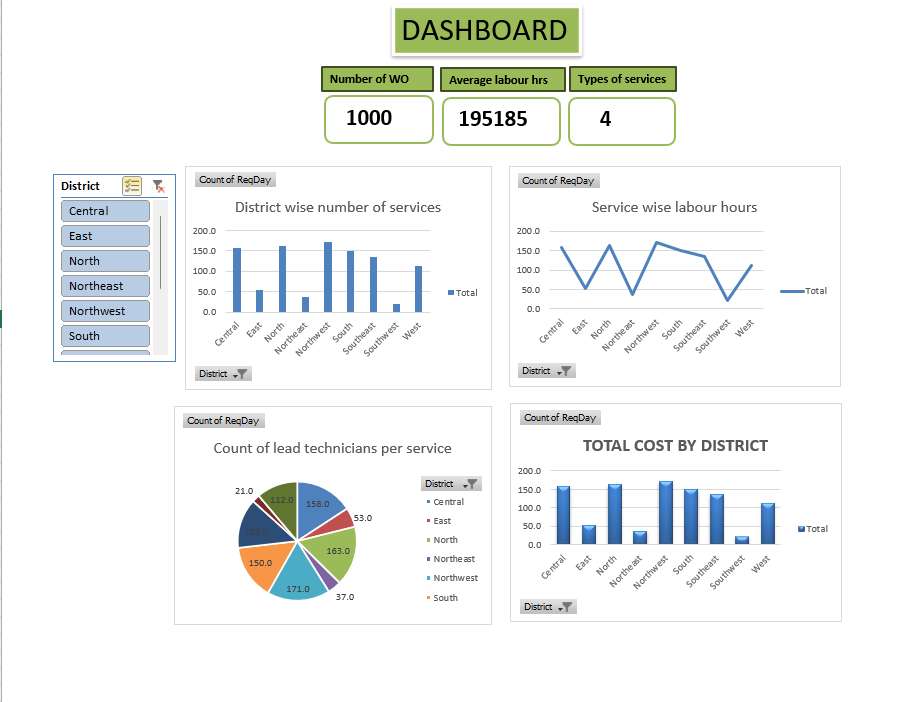 DASHBOARD
Number of WO
Average labour hrs
Types of services
1000
195185
4
District
Central
East
North
Northeast
Northwest
South
Count of ReqDay
District wise number of services
200.0
150.0
100.0
50.0
0.0
Central
East
North
Northeast
Northwest
South
Southeast
Southwest
West
Total
District
Count of ReqDay
Service wise labour hours
200.0
150.0
100.0
50.0
0.0
Central
East
North
Northeast
Northwest
South
Southeast
Southwest
West
Total
District
Count of ReqDay
Count of lead technicians per service
21.0
112.0
158.0
53.0
163.0
37.0
171.0
150.0
District
Central
East
North
Northeast
Northwest
South
Count of ReqDay
TOTAL COST BY DISTRICT
200.0
150.0
100.0
50.0
0.0
Central
East
North
Northeast
Northwest
South
Southeast
Southwest
West
Total
District